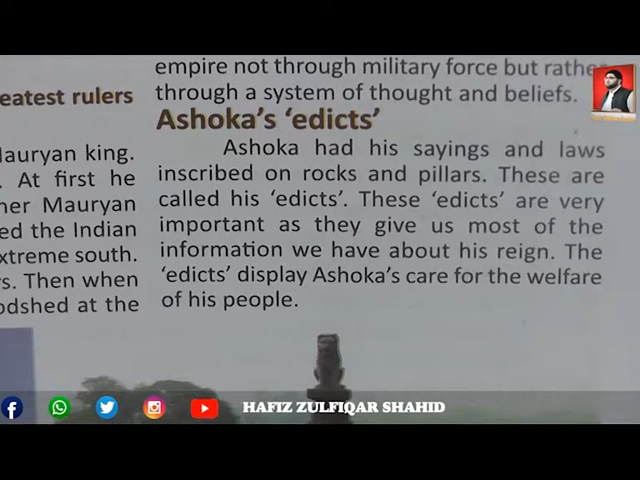 eatest rulers
auryan king.
. At first he
her Mauryan
ed the Indian
xtreme south.
s. Then when
odshed at the
empire not through military force but rather
through a system of thought and beliefs.
Ashoka's 'edicts'
Ashoka had his sayings and laws
inscribed on rocks and pillars. These are
called his 'edicts'. These 'edicts' are very
important as they give us most of the
information we have about his reign. The
'edicts' display Ashoka's care for the welfare
of his people.
HAFIZ ZULFIQAR SHAHID